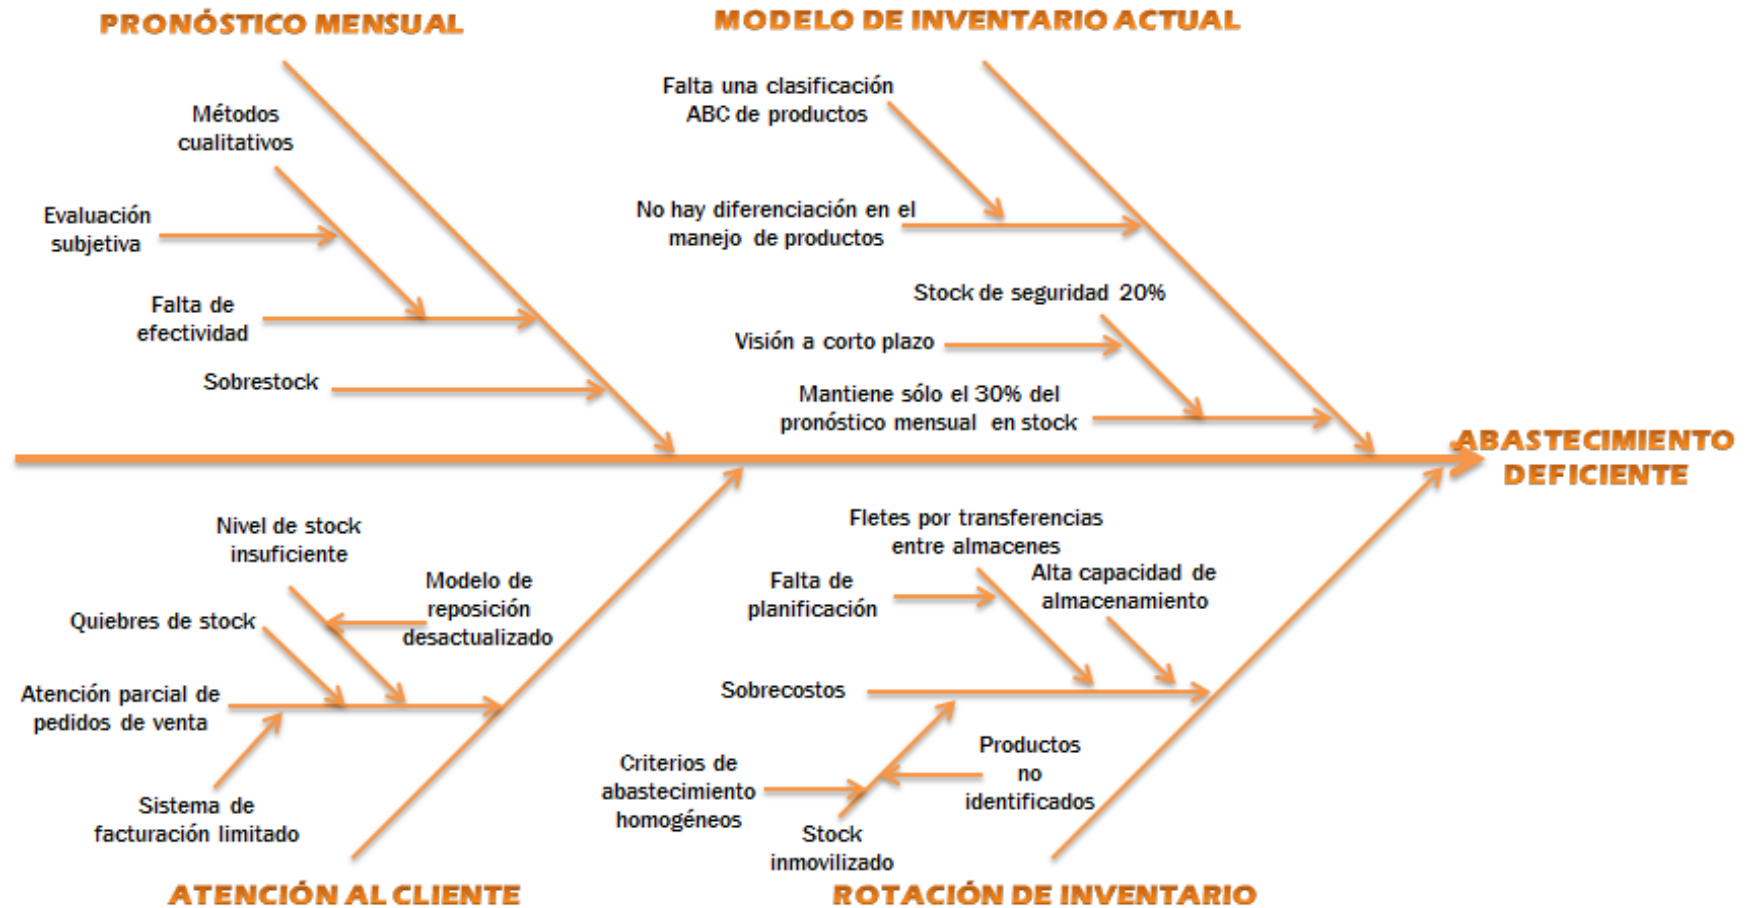 PRONÓSTICO MENSUAL
MODELO DE INVENTARIO ACTUAL
Métodos
cualitativos
Evaluación
subjetiva
Falta de
efectividad
Sobrestock
Falta una clasificación
ABC de productos
No hay diferenciación en el
manejo de productos
Stock de seguridad 20%
Visión a corto plazo
Mantiene sólo el 30% del
pronóstico mensual en stock
ABASTECIMIENTO
DEFICIENTE
Nivel de stock
insuficiente
Modelo de
reposición
desactualizado
Quiebres de stock
Atención parcial de
pedidos de venta
Sistema de
facturación limitado
Fletes por transferencias
entre almacenes
Alta capacidad de
almacenamiento
Falta de
planificación
Sobrecostos
Criterios de
abastecimiento
homogéneos
Productos
no
identificados
Stock
inmovilizado
ATENCIÓN AL CLIENTE
ROTACIÓN DE INVENTARIO